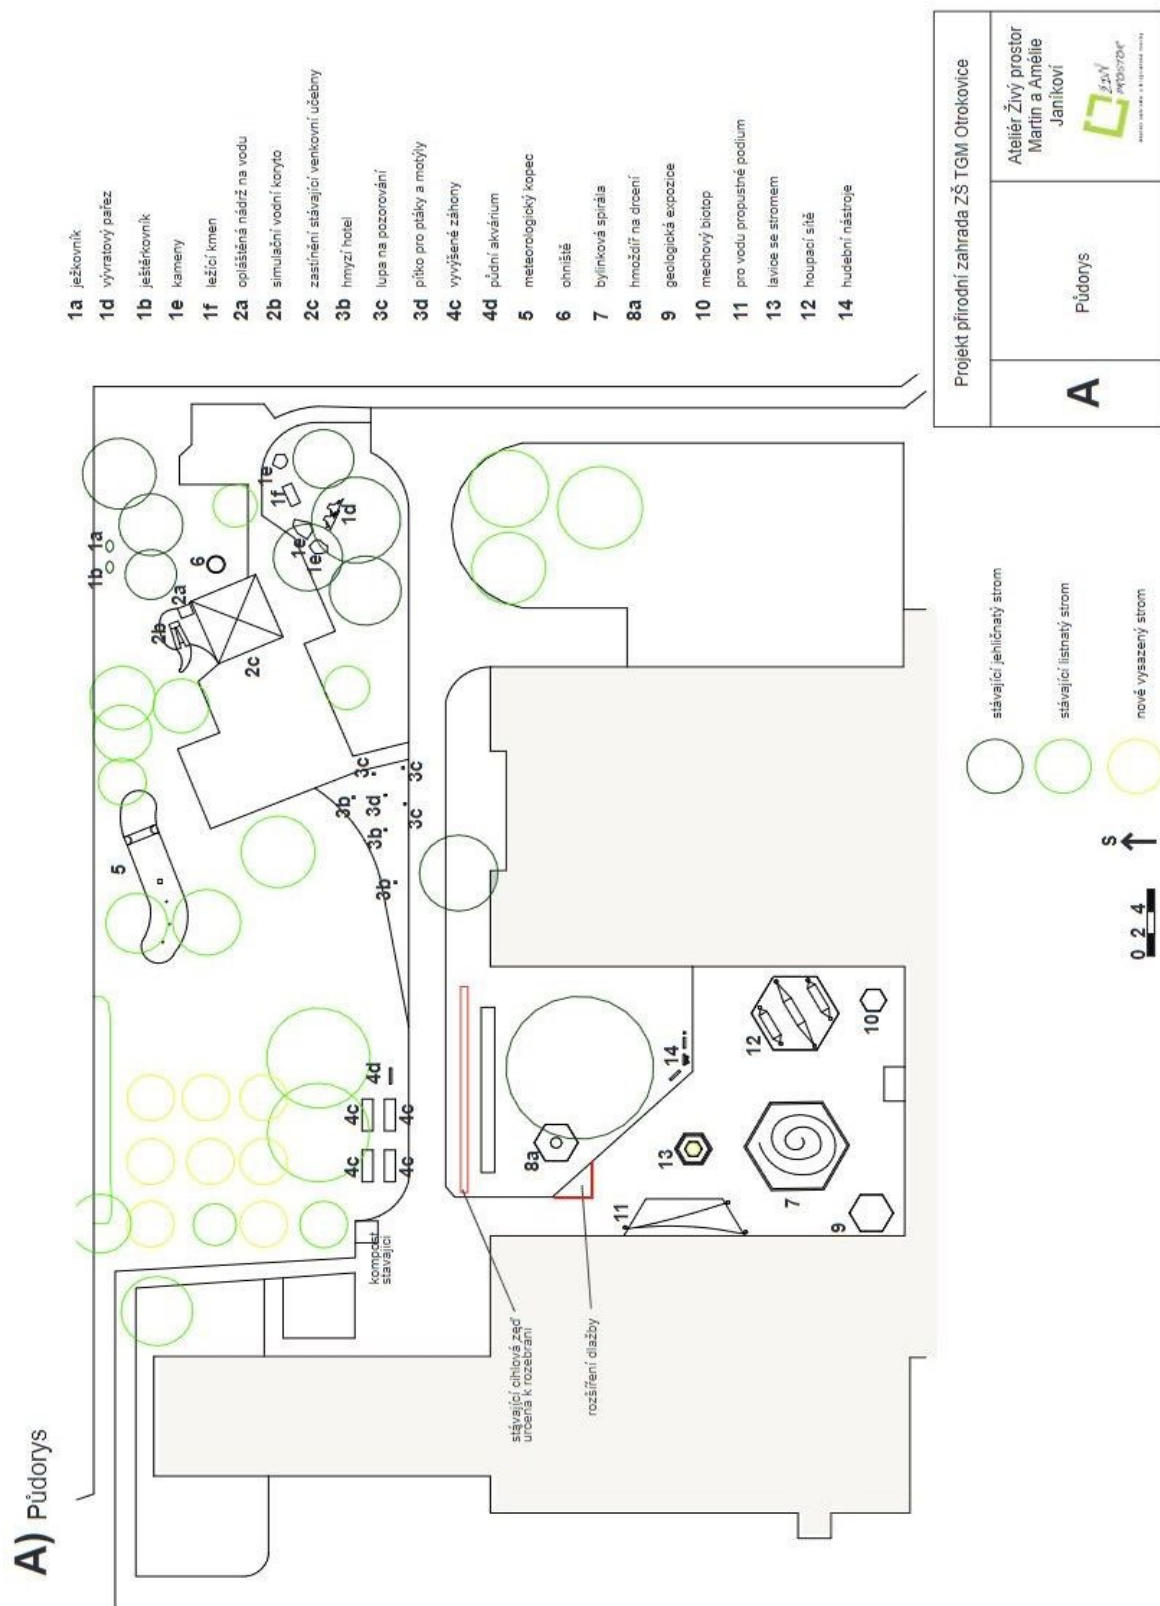 A) Půdorys
1a ježkovník
1d vývratový pařez
1b ještěrkovník
1e kameny
1f ležící kmen
2a opláštěná nádrž na vodu
2b simulační vodní koryto
2c zastínění stávající venkovní učebny
3b hmyzí hotel
3c lupa na pozorování
3d pítko pro ptáky a motýly
4c vyvýšené záhony
4d půdní akvárium
5 meteorologický kopec
6 ohniště
7 bylinková spirála
8a hmoždíř na drcení
9 geologická expozice
10 mechový biotop
11 pro vodu propustné podium
13 lavice se stromem
12 houpací sítě
14 hudební nástroje
1b
1a
2b
2a
6
2c
1e
1f
1e
1e
1d
5
3b
3c
3d
3c
3b
3c
3b
4d
4c
4c
4c
4c
kompost
stavající
stávající cihlová zeď
určená k rozebrání
rozšíření dlažby
8a
14
13
11
12
10
7
9
stávající jehličnatý strom
stávající listnatý strom
nově vysazený strom
0 2 4
S
Projekt přírodní zahrada ZŠ TGM Otrokovice
A
Půdorys
Ateliér Živý prostor
Martin a Amélie
Janíkovi
ŽIVÝ
PROSTOR